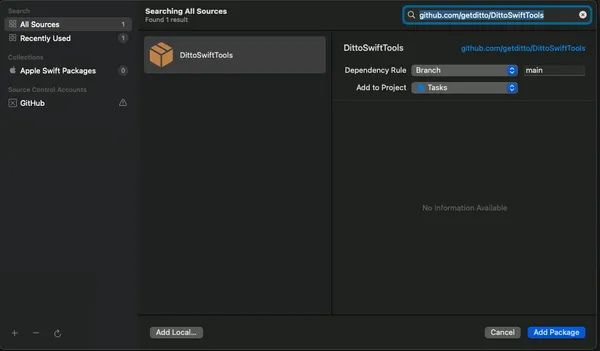 Search
All Sources 1
Recently Used 1
Collections
Apple Swift Packages 0
Source Control Accounts
GitHub
Searching All Sources
Found 1 result
github.com/getditto/DittoSwiftTools
DittoSwiftTools
DittoSwiftTools github.com/getditto/DittoSwiftTools
Dependency Rule Branch main
Add to Project Tasks
No Information Available
Add Local...
Cancel
Add Package